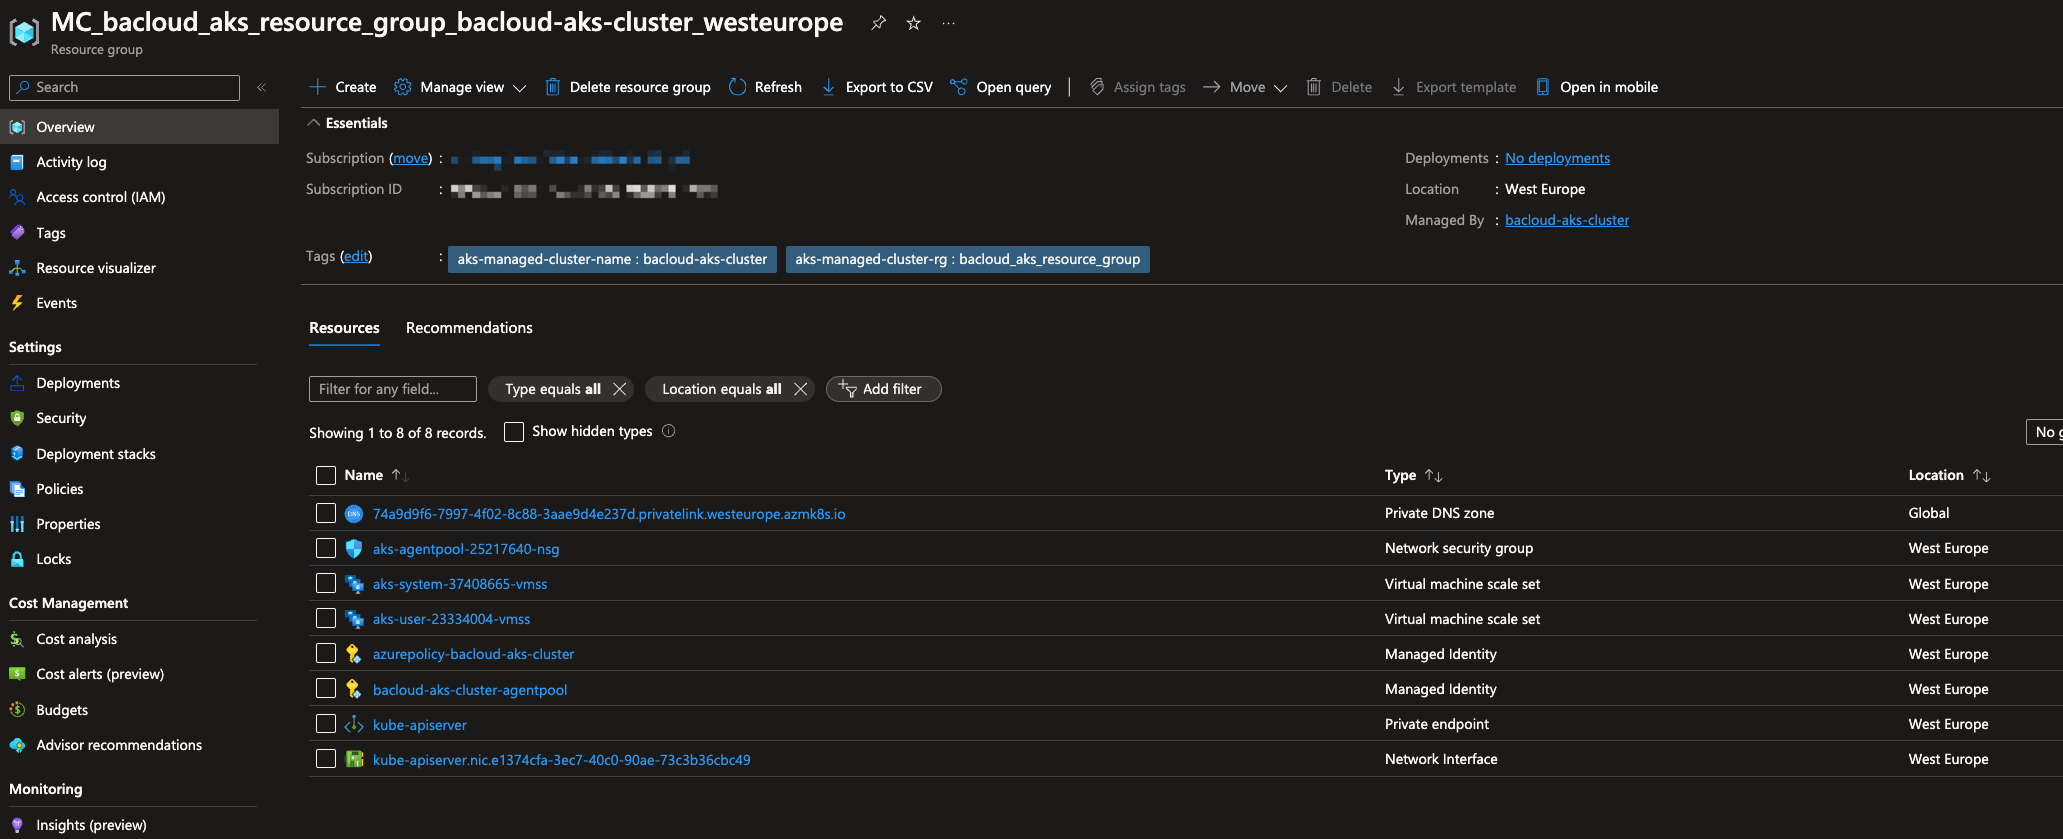 MC_bacloud_aks_resource_group_bacloud-aks-cluster_westeurope
Resource group
Search
Overview
Activity log
Access control (IAM)
Tags
Resource visualizer
Events
Settings
Deployments
Security
Deployment stacks
Policies
Properties
Locks
Cost Management
Cost analysis
Cost alerts (preview)
Budgets
Advisor recommendations
Monitoring
Insights (preview)
Create Manage view Delete resource group Refresh Export to CSV Open query Assign tags Move Delete Export template Open in mobile
Essentials
Subscription (move) :
Subscription ID :
Deployments : No deployments
Location : West Europe
Managed By : bacloud-aks-cluster
Tags (edit) : aks-managed-cluster-name : bacloud-aks-cluster aks-managed-cluster-rg : bacloud_aks_resource_group
Resources Recommendations
Filter for any field... Type equals all Location equals all Add filter
Showing 1 to 8 of 8 records. Show hidden types
No
Name Type Location
DNS 74a9d9f6-7997-4f02-8c88-3aae9d4e237d.privatelink.westeurope.azmk8s.io Private DNS zone Global
aks-agentpool-25217640-nsg Network security group West Europe
aks-system-37408665-vmss Virtual machine scale set West Europe
aks-user-23334004-vmss Virtual machine scale set West Europe
azurepolicy-bacloud-aks-cluster Managed Identity West Europe
bacloud-aks-cluster-agentpool Managed Identity West Europe
kube-apiserver Private endpoint West Europe
kube-apiserver.nic.e1374cfa-3ec7-40c0-90ae-73c3b36cbc49 Network Interface West Europe